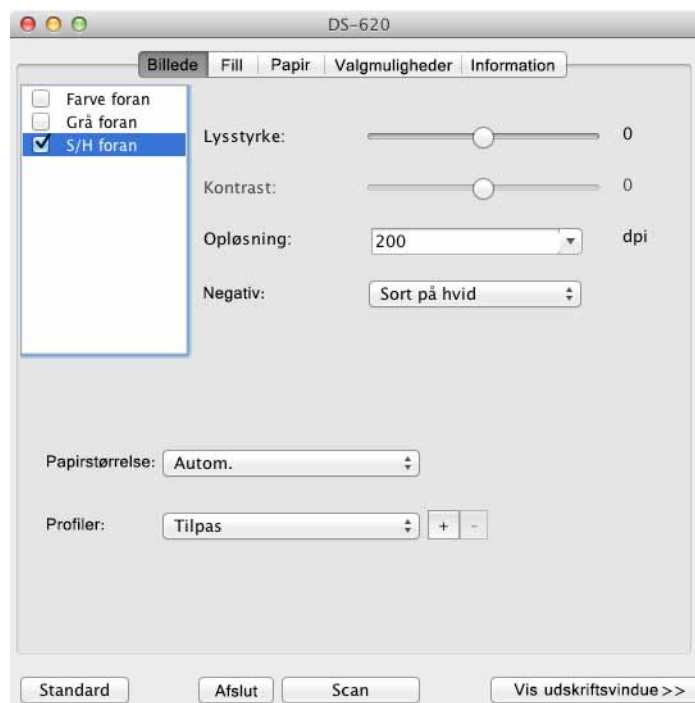 DS-620
Billede Fill Papir Valgmuligheder Information
Farve foran
Grå foran
S/H foran
Lysstyrke: 0
Kontrast: 0
Opløsning: 200 dpi
Negativ: Sort på hvid
Papirstørrelse: Autom.
Profiler: Tilpas + -
Standard Afslut Scan Vis udskriftsvindue >>